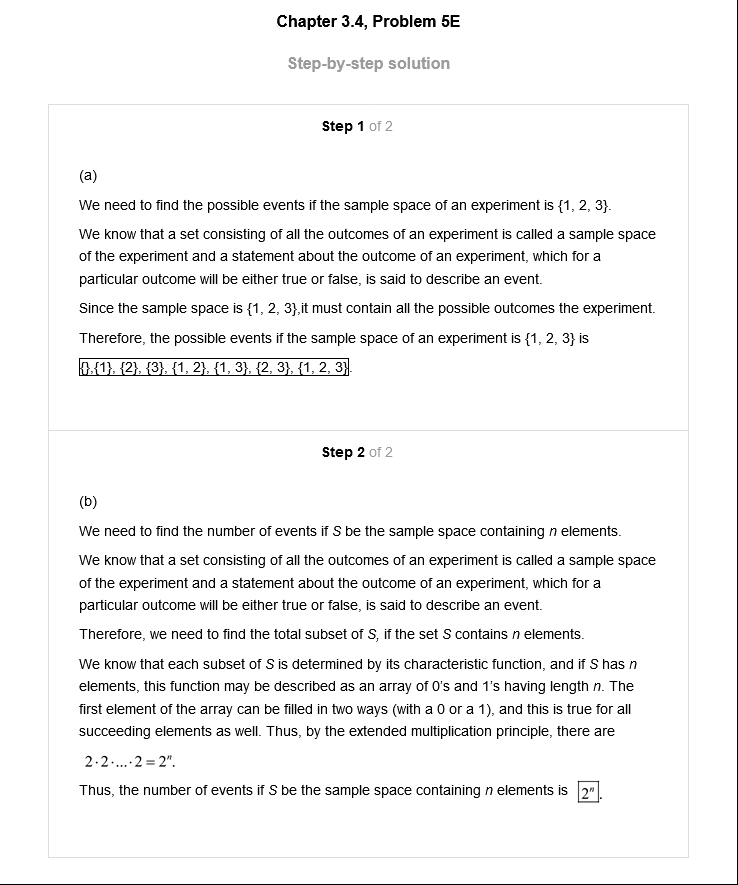 Chapter 3.4, Problem 5E
Step-by-step solution
Step 1 of 2
(a)
We need to find the possible events if the sample space of an experiment is {1, 2, 3}.
We know that a set consisting of all the outcomes of an experiment is called a sample space
of the experiment and a statement about the outcome of an experiment, which for a
particular outcome will be either true or false, is said to describe an event.
Since the sample space is {1, 2, 3},it must contain all the possible outcomes the experiment.
Therefore, the possible events if the sample space of an experiment is {1, 2, 3} is
{},{1}, {2}, {3}, {1, 2}, {1, 3}, {2, 3}, {1, 2, 3}.
Step 2 of 2
(b)
We need to find the number of events if S be the sample space containing n elements.
We know that a set consisting of all the outcomes of an experiment is called a sample space
of the experiment and a statement about the outcome of an experiment, which for a
particular outcome will be either true or false, is said to describe an event.
Therefore, we need to find the total subset of S, if the set S contains n elements.
We know that each subset of S is determined by its characteristic function, and if S has n
elements, this function may be described as an array of 0's and 1's having length n. The
first element of the array can be filled in two ways (with a 0 or a 1), and this is true for all
succeeding elements as well. Thus, by the extended multiplication principle, there are
2·2·...·2 = 2ⁿ.
Thus, the number of events if S be the sample space containing n elements is 2ⁿ.